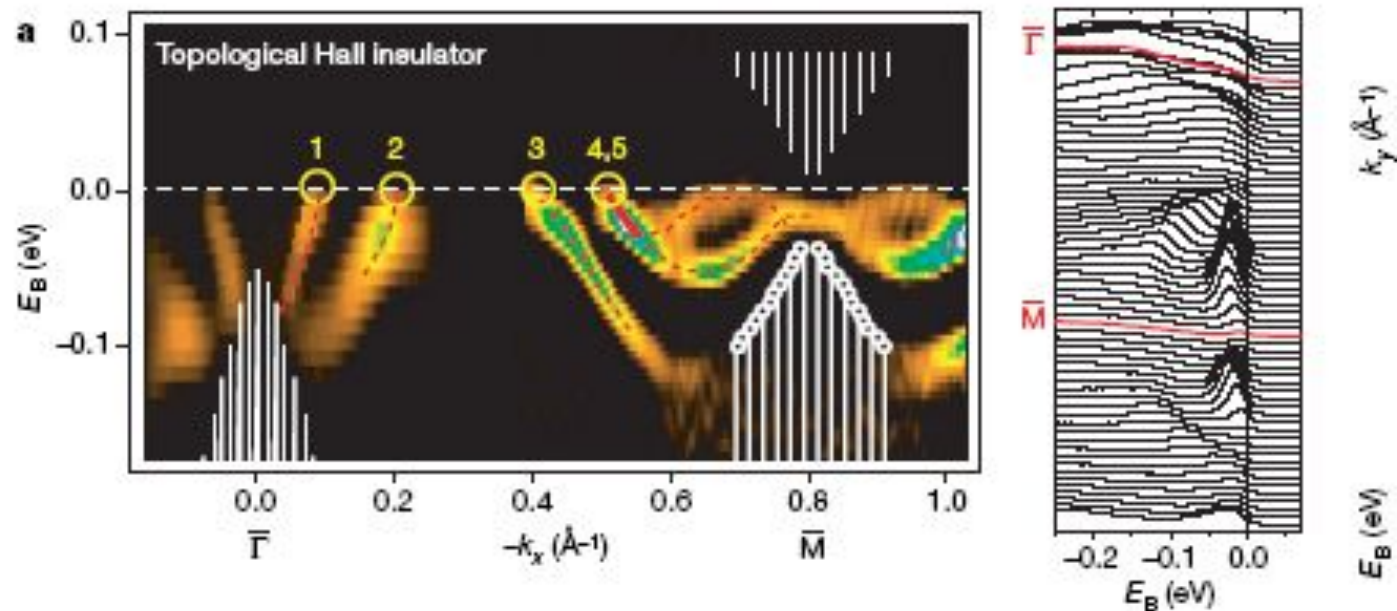 a
Topological Hall insulator
0.1
0.0
−0.1
E_B (eV)
1
2
3
4,5
0.0
0.2
0.4
0.6
0.8
1.0
Γ̅
−k_x (Å⁻¹)
M̅
Γ̅
M̅
−0.2
−0.1
0.0
E_B (eV)
k_y (Å⁻¹)
E_B (eV)